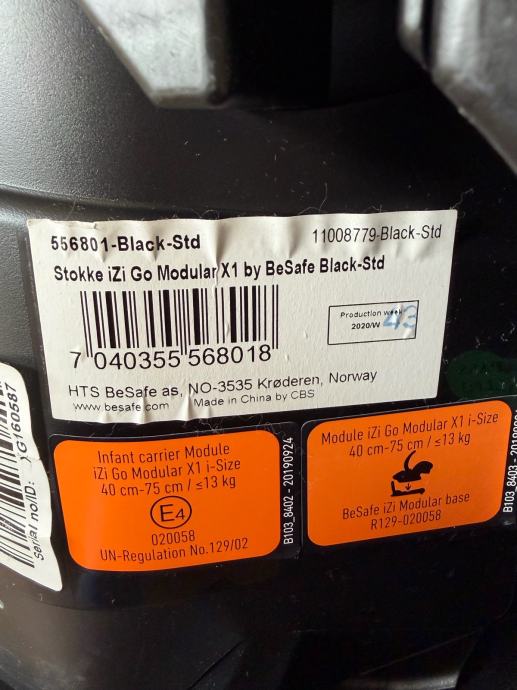 556801-Black-Std
11008779-Black-Std
Stokke iZi Go Modular X1 by BeSafe Black-Std
Production week
2020/W 43
7 040355 568018
HTS BeSafe as, NO-3535 Krøderen, Norway
www.besafe.com Made in China by CBS
Serial no.ID:
G160587
Infant carrier Module
iZi Go Modular X1 i-Size
40 cm-75 cm / ≤13 kg
E4
020058
UN-Regulation No.129/02
B103_8402 - 20190924
Module iZi Go Modular X1 i-Size
40 cm-75 cm / ≤13 kg
BeSafe iZi Modular base
R129-020058
B103_8403 -